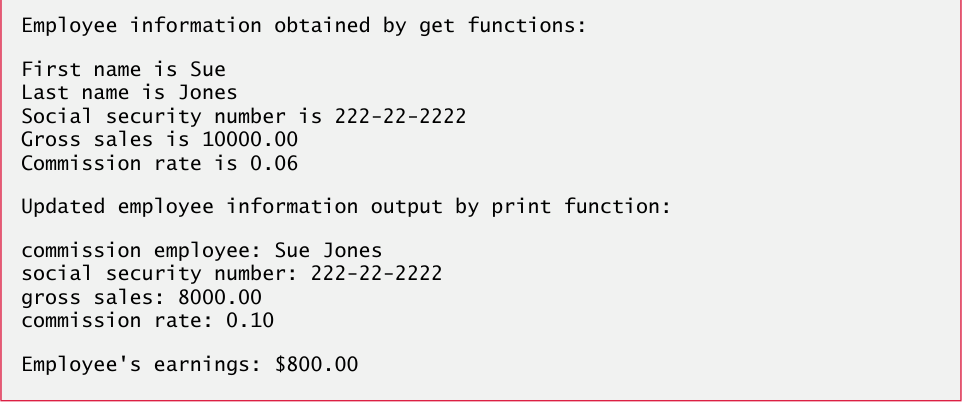 Employee information obtained by get functions:
First name is Sue
Last name is Jones
Social security number is 222-22-2222
Gross sales is 10000.00
Commission rate is 0.06
Updated employee information output by print function:
commission employee: Sue Jones
social security number: 222-22-2222
gross sales: 8000.00
commission rate: 0.10
Employee's earnings: $800.00